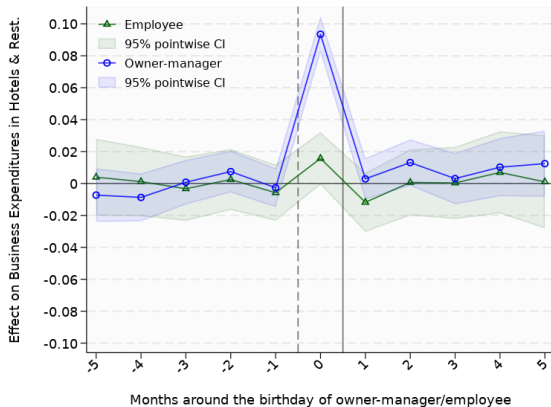 Effect on Business Expenditures in Hotels & Rest.
0.10
0.08
0.06
0.04
0.02
0
-0.02
-0.04
-0.06
-0.08
-0.10
Employee
95% pointwise CI
Owner-manager
95% pointwise CI
-5 -4 -3 -2 -1 0 1 2 3 4 5
Months around the birthday of owner-manager/employee